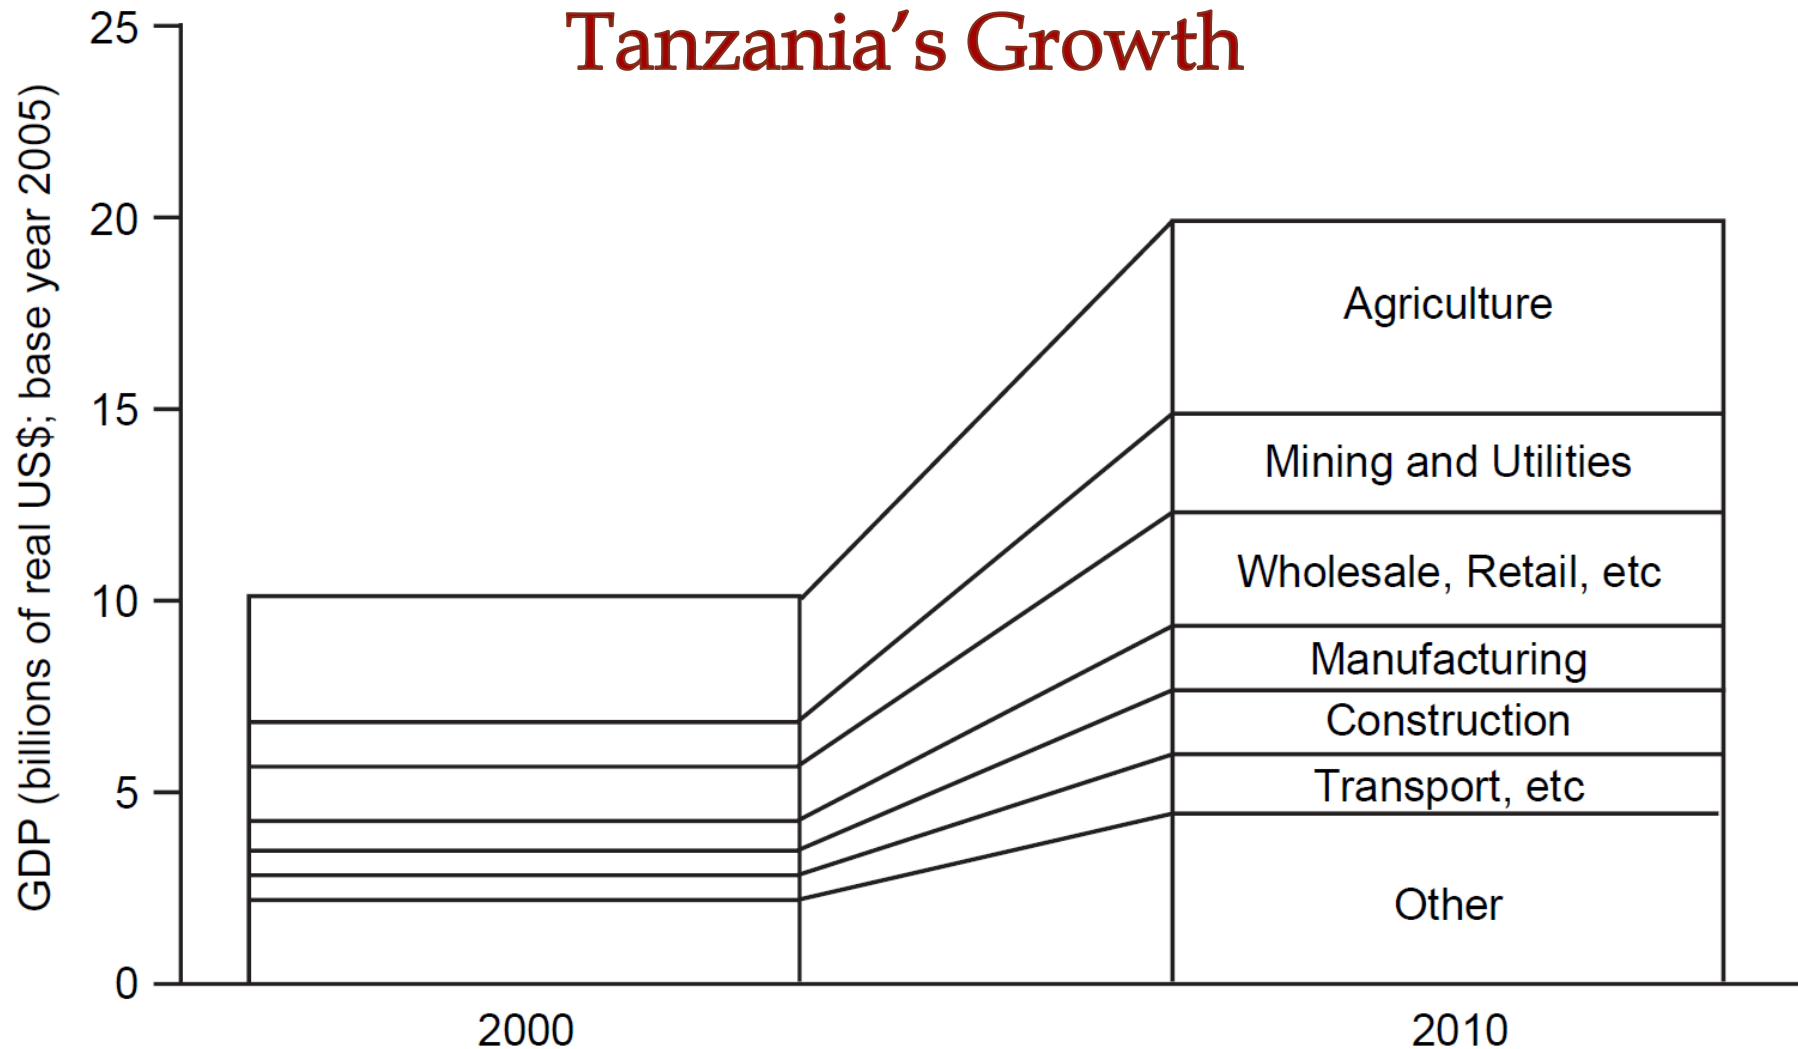 Tanzania’s Growth
GDP (billions of real US$; base year 2005)
25
20
15
10
5
0
Agriculture
Mining and Utilities
Wholesale, Retail, etc
Manufacturing
Construction
Transport, etc
Other
2000
2010